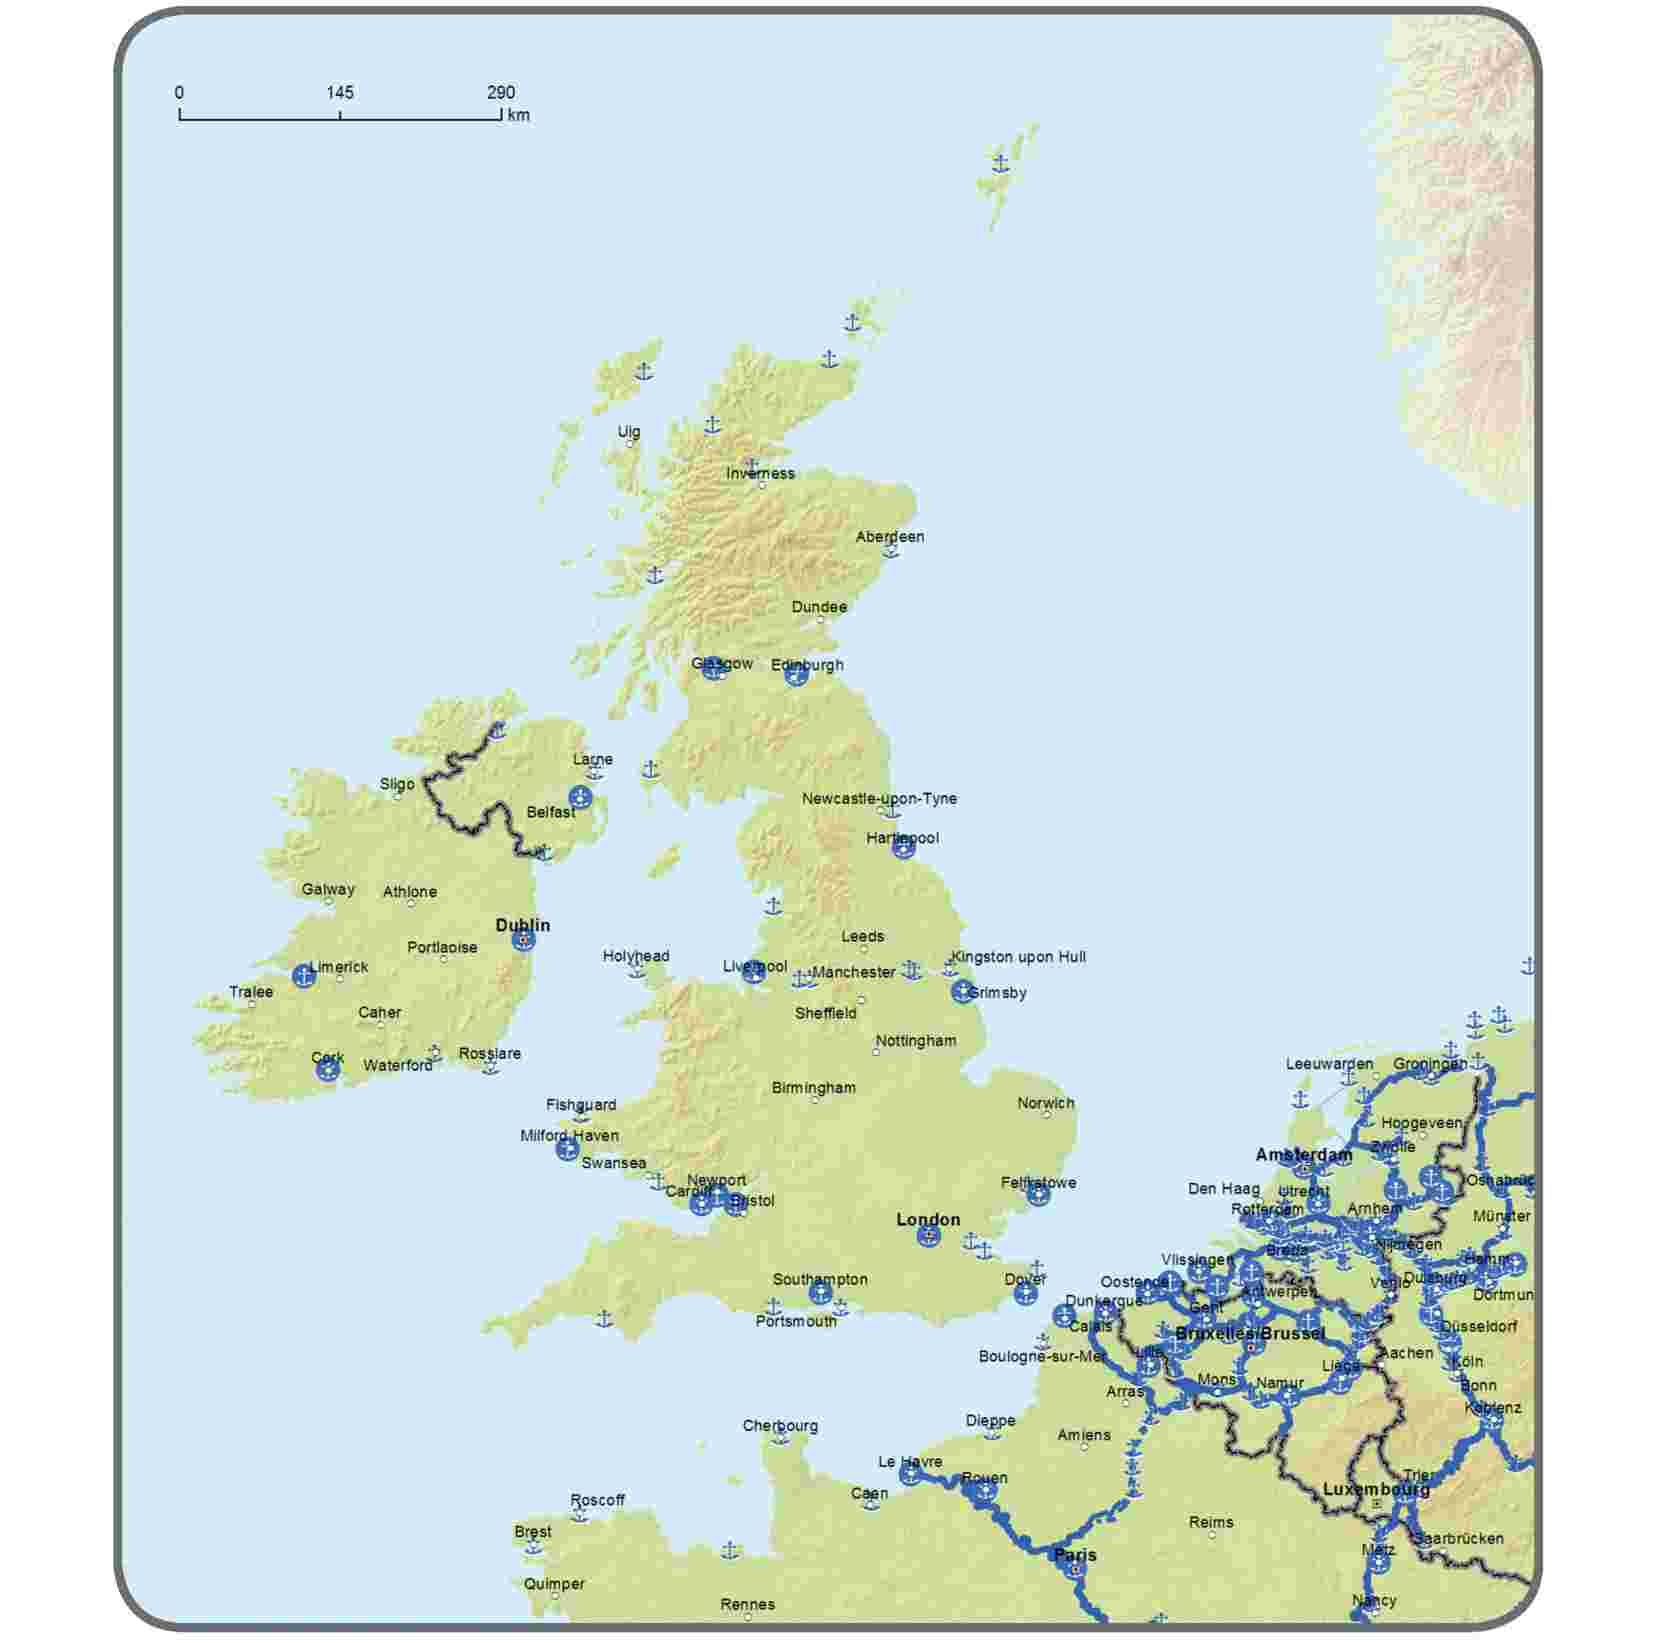 0 145 290
km
Uig
Inverness
Aberdeen
Dundee
Glasgow Edinburgh
Larne
Sligo
Newcastle-upon-Tyne
Belfast
Hartlepool
Galway Athlone
Dublin
Leeds
Portlaoise
Holyhead
Kingston upon Hull
Limerick
Liverpool
Manchester
Tralee
Grimsby
Caher
Sheffield
Nottingham
Cork
Waterford
Rosslare
Leeuwarden
Groningen
Birmingham
Fishguard
Norwich
Hoogeveen
Milford Haven
Zwolle
Amsterdam
Swansea
Newport
Felixstowe
Osnabrüc
Cardiff
Bristol
Den Haag
Utrecht
Rotterdam
Arnhem
London
Münster
Nijmegen
Breda
Vlissingen
Hamm
Southampton
Dover
Oostende
Venlo
Duisburg
Antwerpen
Dortmun
Dunkerque
Gent
Portsmouth
Calais
Düsseldorf
Bruxelles/Brussel
Boulogne-sur-Mer
Lille
Aachen
Köln
Liège
Mons
Namur
Bonn
Arras
Koblenz
Cherbourg
Dieppe
Amiens
Le Havre
Rouen
Trier
Luxembourg
Caen
Roscoff
Reims
Brest
Saarbrücken
Metz
Paris
Quimper
Nancy
Rennes